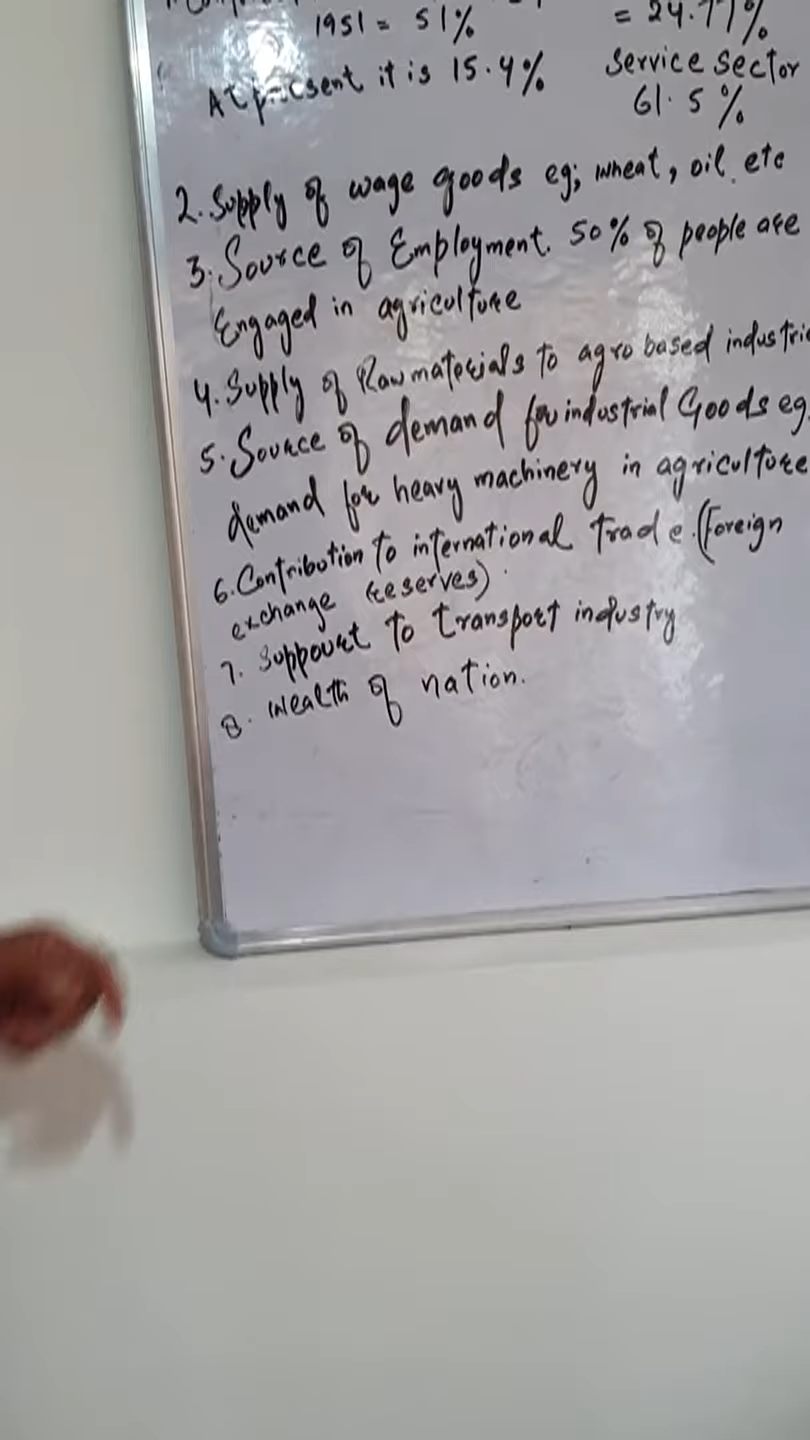 1951 = 51%
= 24.77%
At present it is 15.4%
Service sector
61.5%
2. Supply of wage goods eg; wheat, oil etc
3. Source of Employment. 50% of people are
Engaged in agriculture
4. Supply of Rawmaterials to agro based industrie
5. Source of demand for industrial Goods eg.
demand for heavy machinery in agriculture
6. Contribution to international trade. (foreign
exchange reserves).
7. Suppourt to transport industry
8. Wealth of nation.